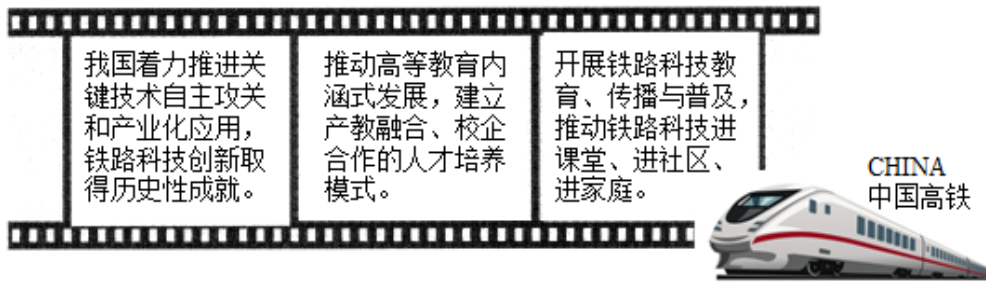 我国着力推进关
键技术自主攻关
和产业化应用，
铁路科技创新取
得历史性成就。
推动高等教育内
涵式发展，建立
产教融合、校企
合作的人才培养
模式。
开展铁路科技教
育、传播与普及，
推动铁路科技进
课堂、进社区、
进家庭。
CHINA
中国高铁